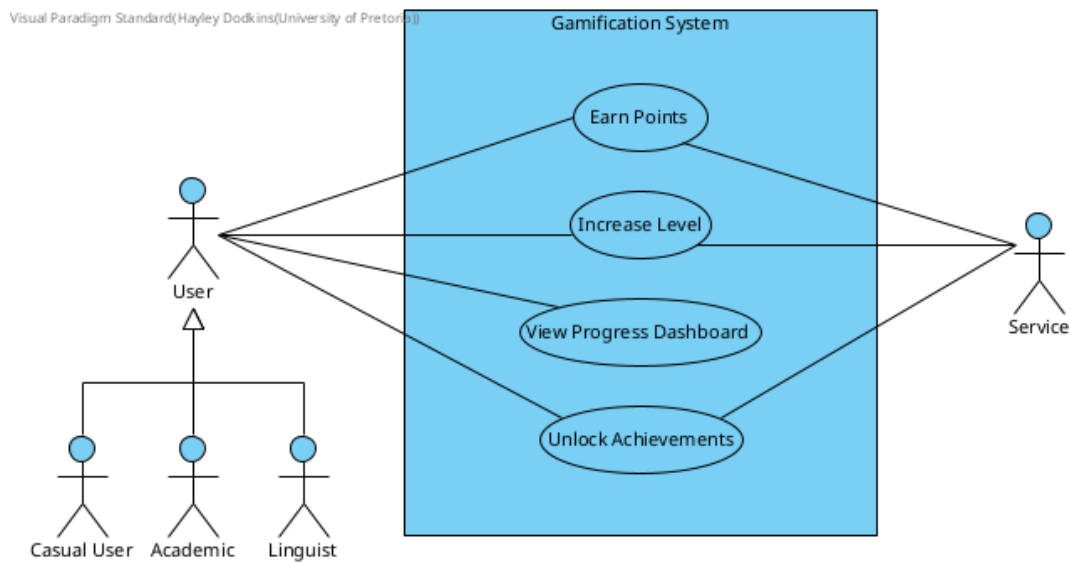 Visual Paradigm Standard(Hayley Dodkins(University of Pretoria))
Gamification System
Earn Points
Increase Level
User
Service
View Progress Dashboard
Unlock Achievements
Casual User
Academic
Linguist